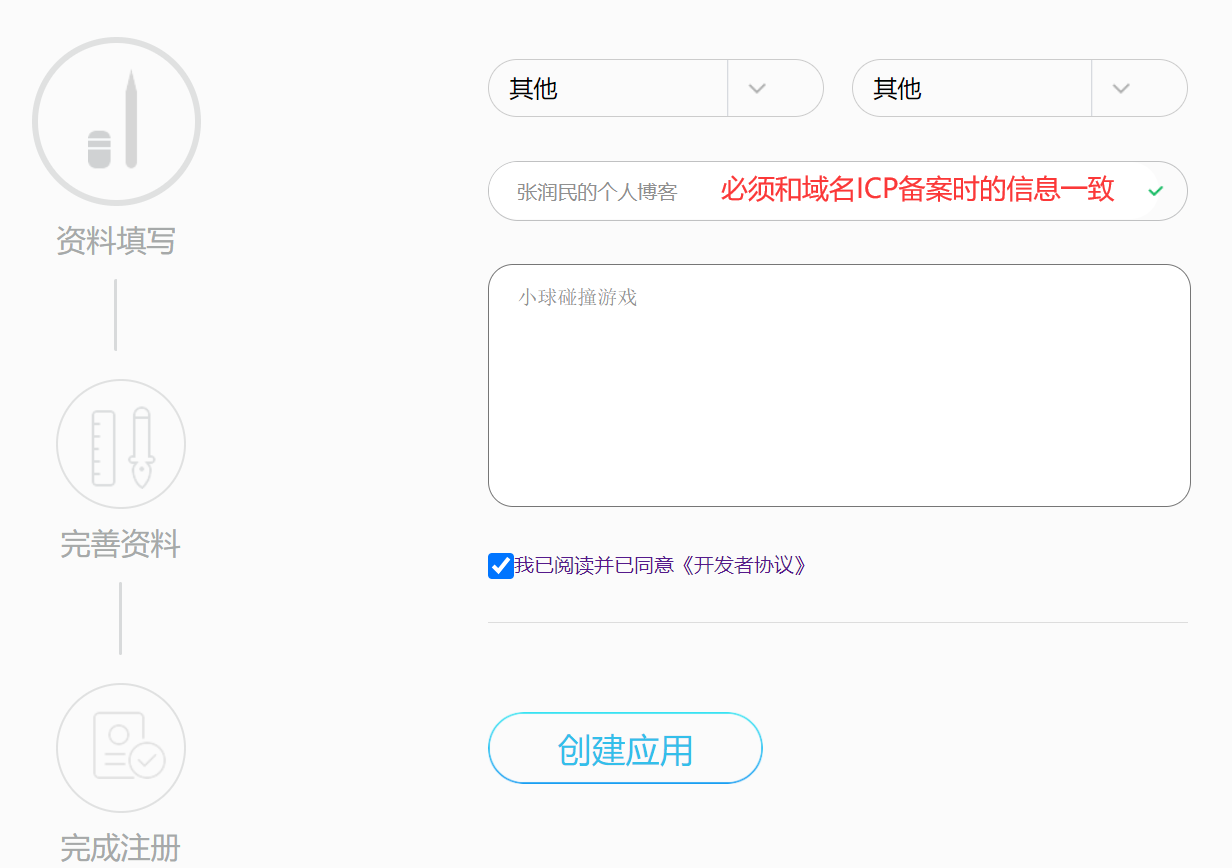 其他
其他
张润民的个人博客
必须和域名ICP备案时的信息一致
资料填写
小球碰撞游戏
完善资料
我已阅读并已同意《开发者协议》
创建应用
完成注册